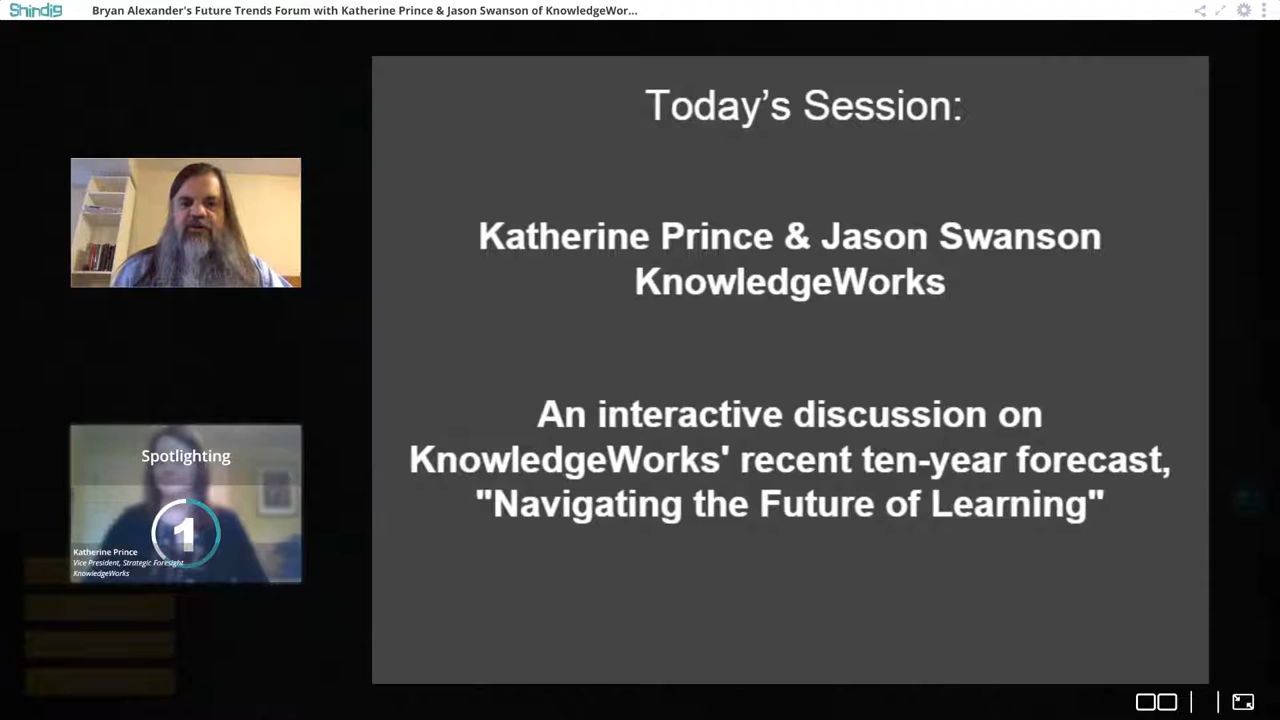 Shindig
Bryan Alexander's Future Trends Forum with Katherine Prince & Jason Swanson of KnowledgeWor...
Today's Session:
Katherine Prince & Jason Swanson
KnowledgeWorks
An interactive discussion on
KnowledgeWorks' recent ten-year forecast,
"Navigating the Future of Learning"
Spotlighting
1
Katherine Prince
Vice President, Strategic Foresight
KnowledgeWorks